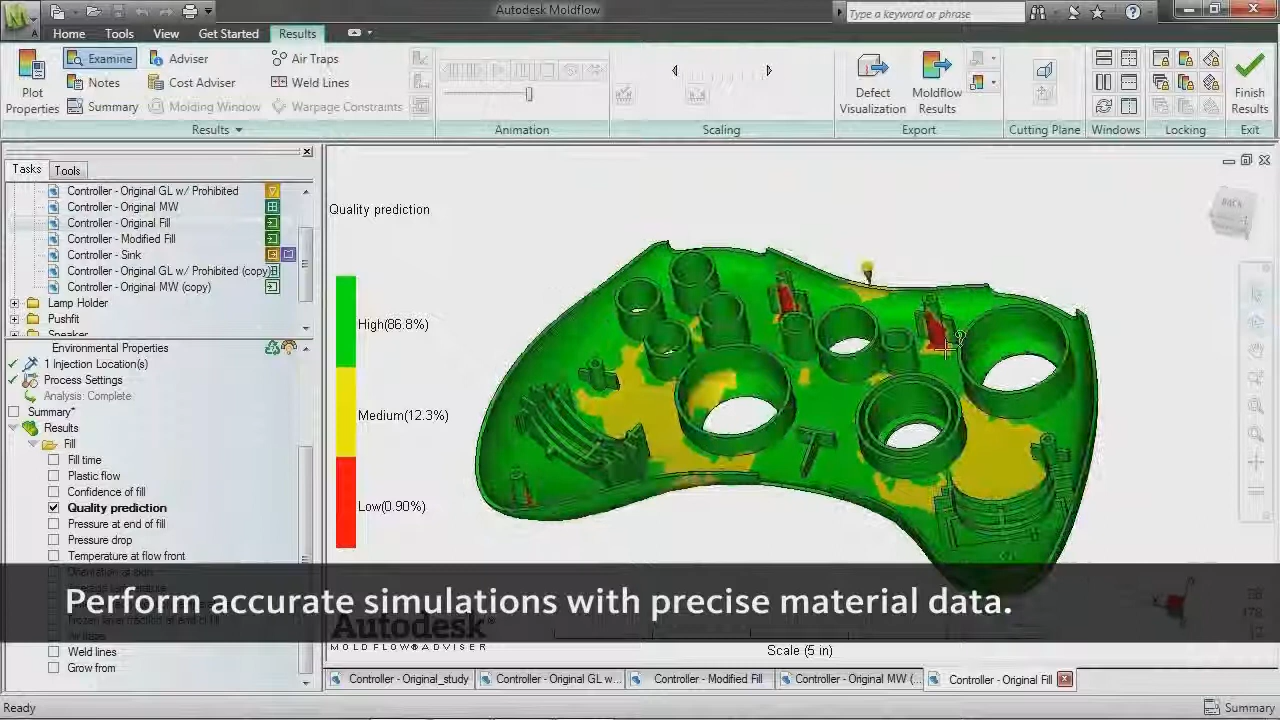 Autodesk Moldflow
Type a keyword or phrase
Home Tools View Get Started Results
Plot Properties
Examine
Notes
Summary
Adviser
Cost Adviser
Molding Window
Air Traps
Weld Lines
Warpage Constraints
Defect Visualization
Moldflow Results
Finish Results
Results Animation Scaling Export Cutting Plane Windows Locking Exit
Tasks Tools
Controller - Original GL w/ Prohibited
Controller - Original MW
Controller - Original Fill
Controller - Modified Fill
Controller - Sink
Controller - Original GL w/ Prohibited (copy)
Controller - Original MW (copy)
Lamp Holder
Pushfit
Speaker
Environmental Properties
1 Injection Location(s)
Process Settings
Analysis: Complete
Summary*
Results
Fill
Fill time
Plastic flow
Confidence of fill
Quality prediction
Pressure at end of fill
Pressure drop
Temperature at flow front
Weld lines
Grow from
Quality prediction
High(86.8%)
Medium(12.3%)
Low(0.90%)
BACK
Perform accurate simulations with precise material data.
Autodesk®
MOLDFLOW®ADVISER
Scale (5 in)
Controller - Original_study
Controller - Original GL w...
Controller - Modified Fill
Controller - Original MW (...
Controller - Original Fill
Ready
Summary